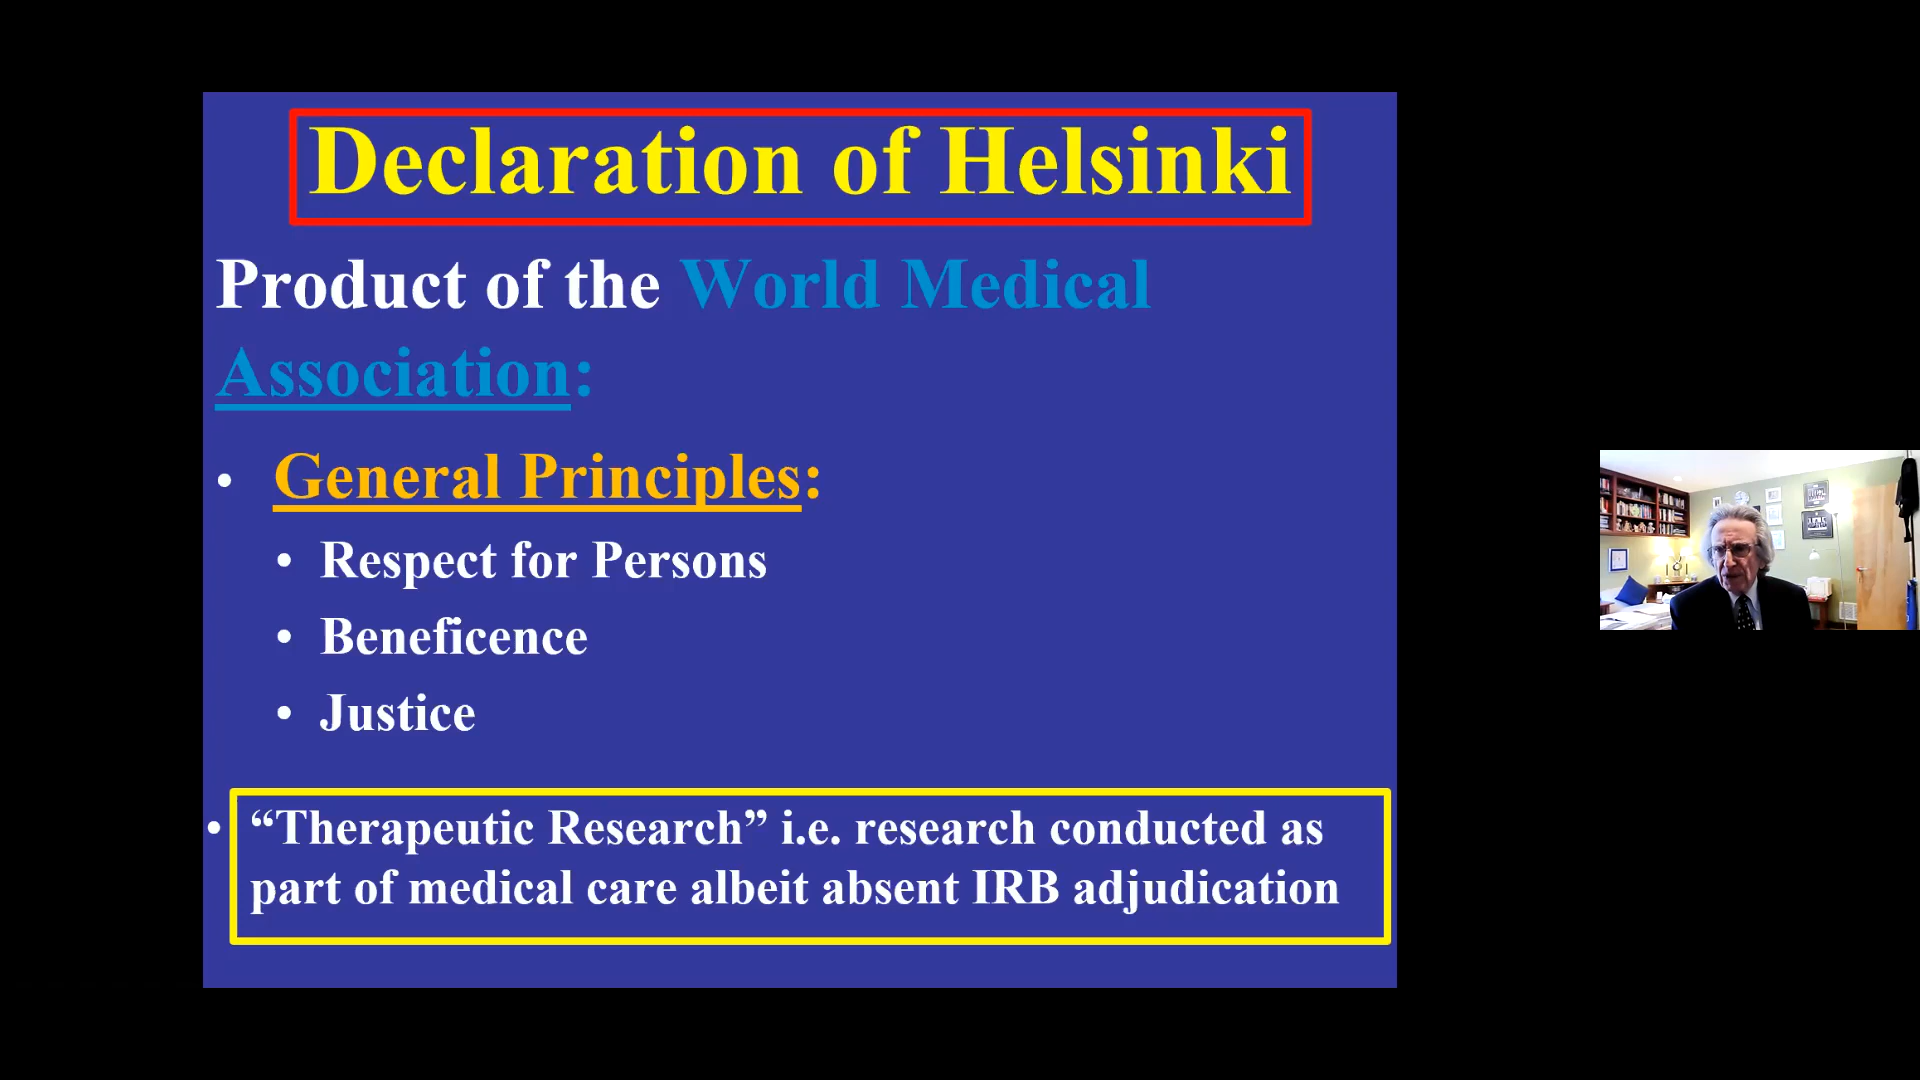 Declaration of Helsinki
Product of the World Medical
Association:
• General Principles:
• Respect for Persons
• Beneficence
• Justice
• “Therapeutic Research” i.e. research conducted as
part of medical care albeit absent IRB adjudication